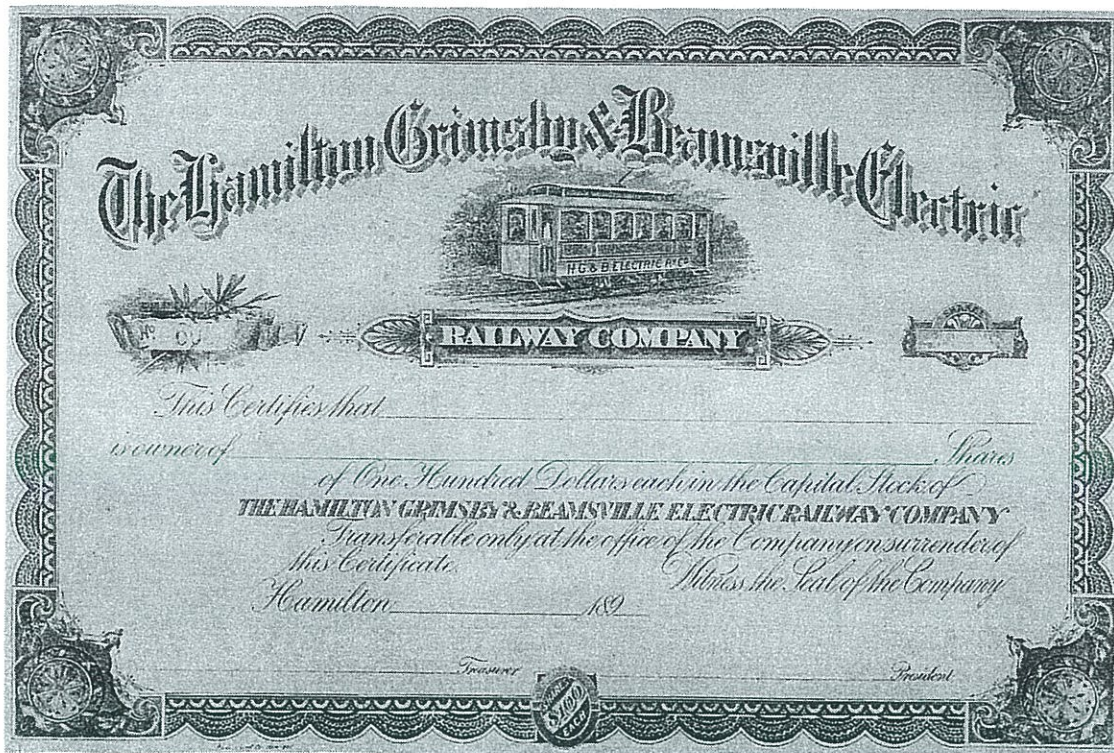 The Hamilton Grimsby & Beamsville Electric
H G & B ELECTRIC RY CO
No 60
RAILWAY COMPANY
This Certifies that
is owner of Shares
of One Hundred Dollars each in the Capital Stock of
THE HAMILTON GRIMSBY & BEAMSVILLE ELECTRIC RAILWAY COMPANY
Transferable only at the office of the Company on surrender of
this Certificate. Witness the Seal of the Company
Hamilton 189
Treasurer President
SHARES
$100
EACH